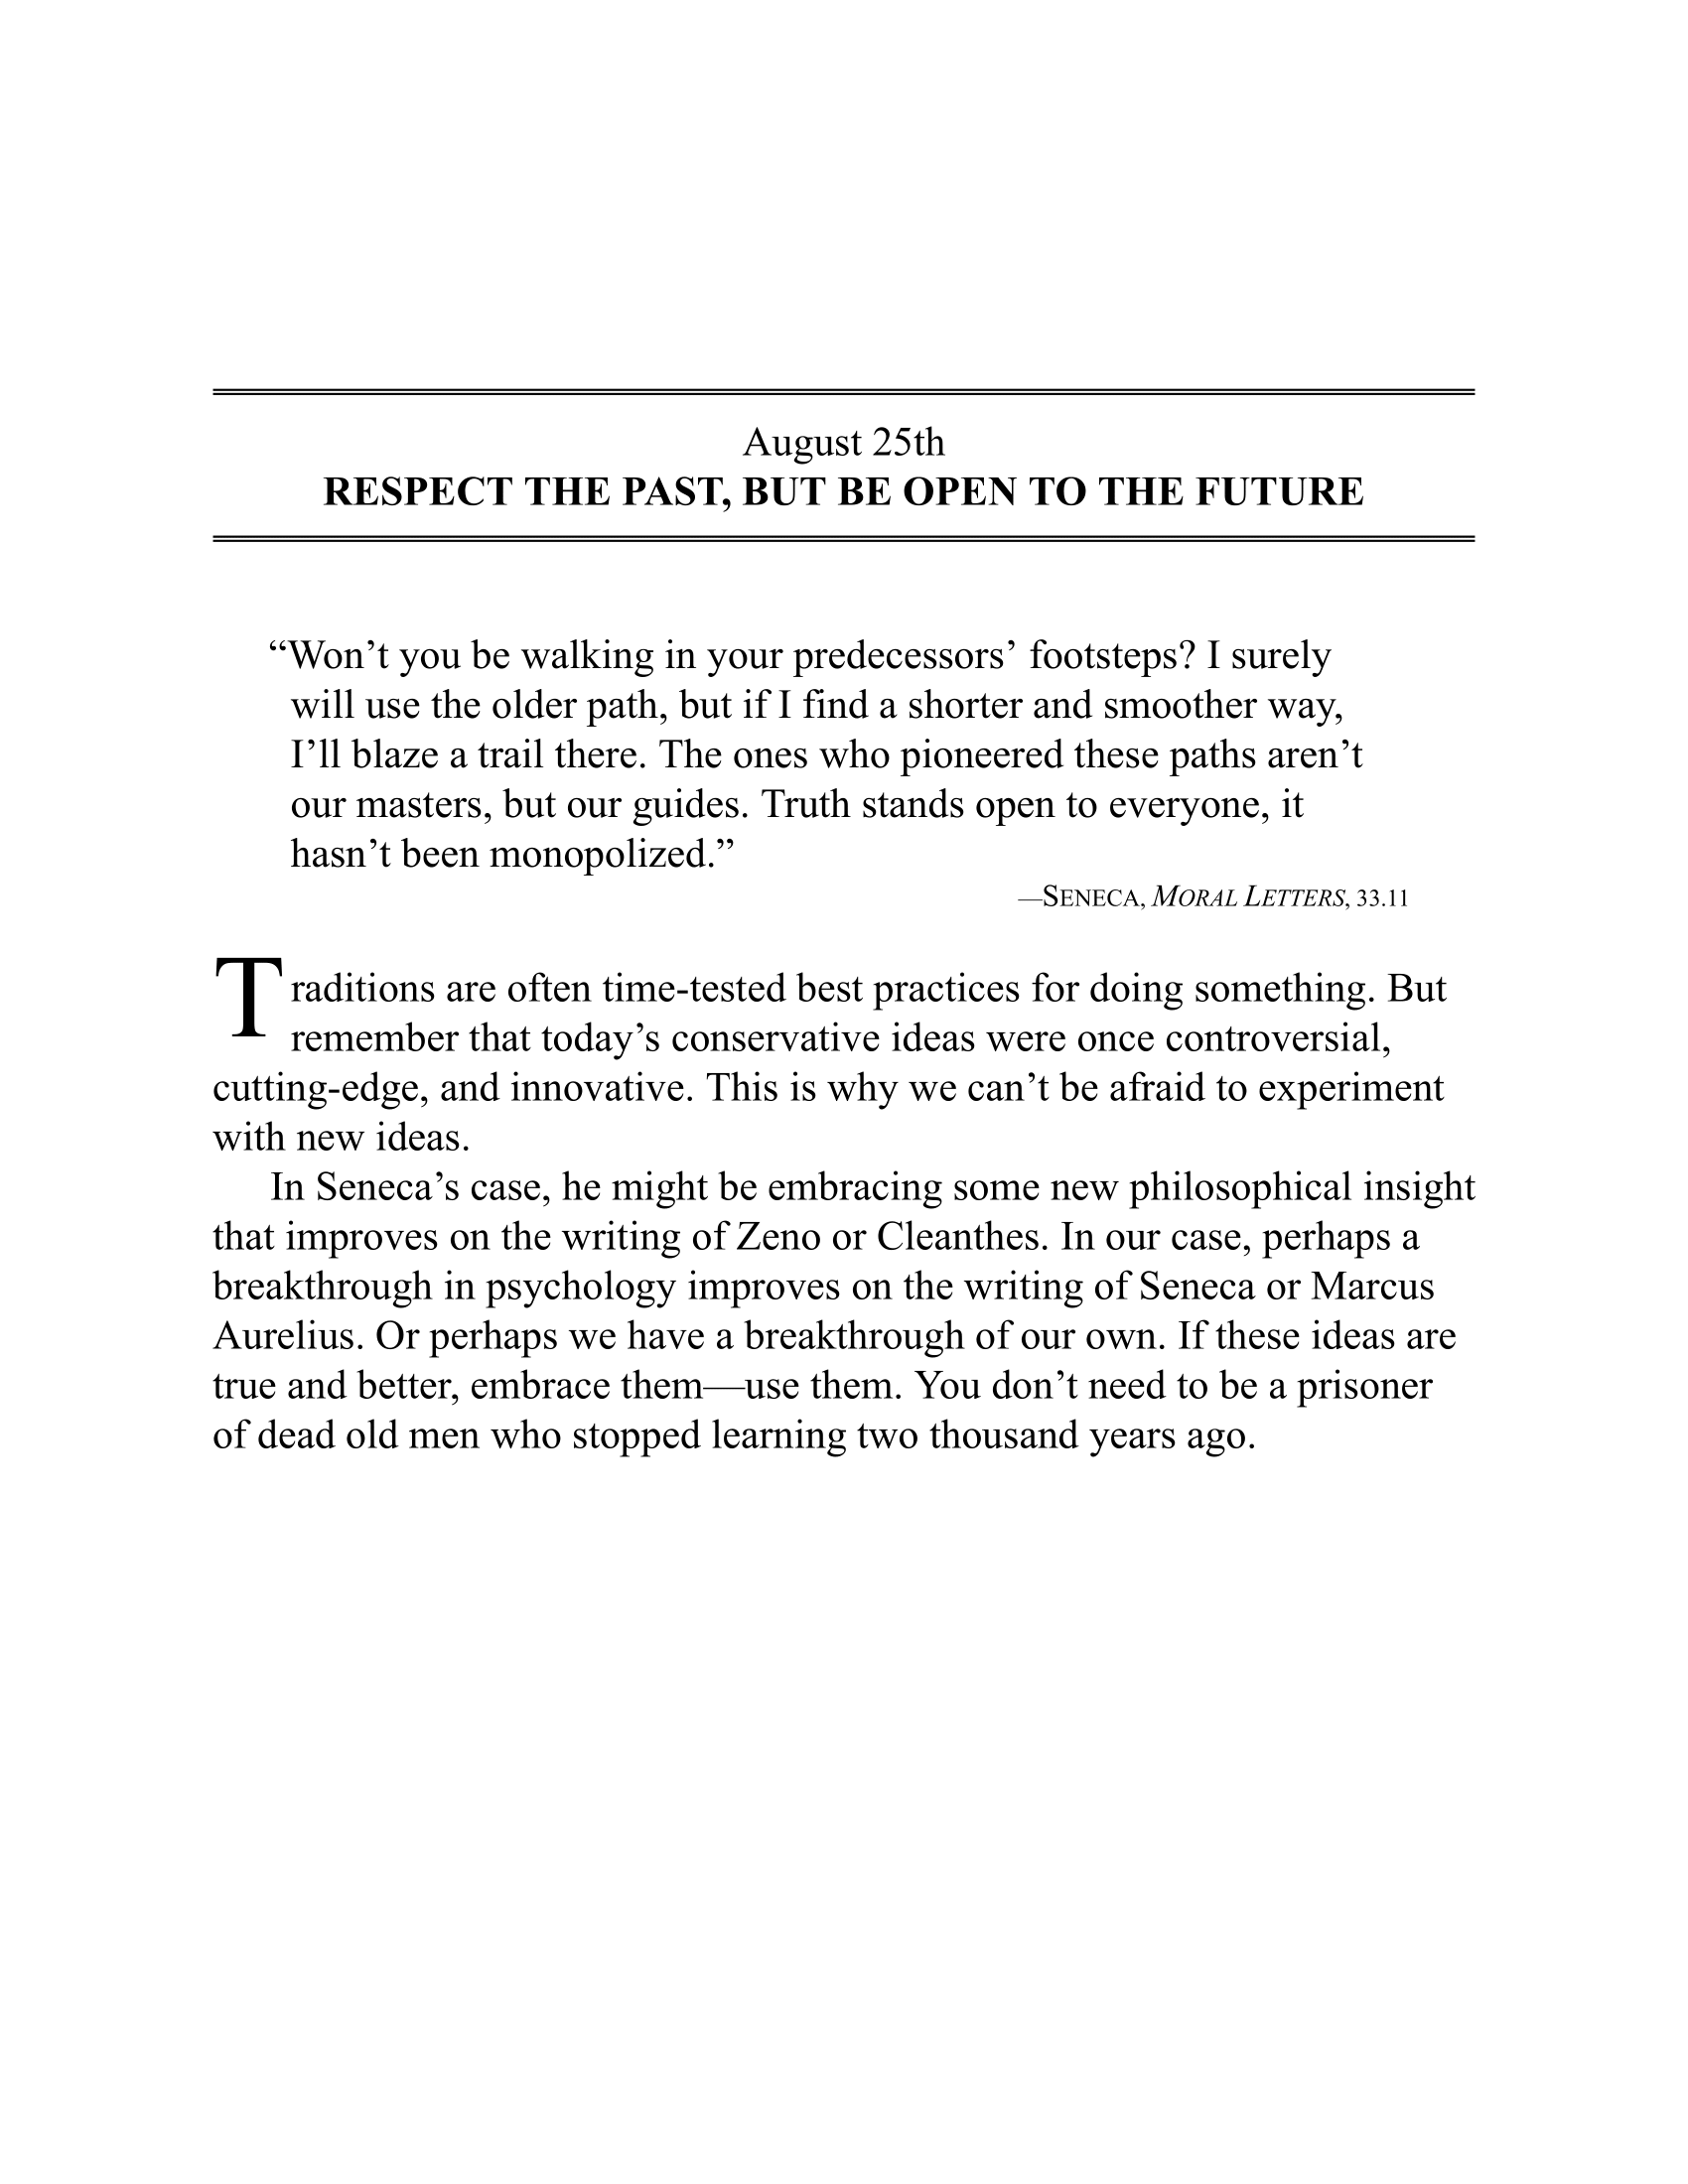 August 25th
RESPECT THE PAST, BUT BE OPEN TO THE FUTURE
“Won’t you be walking in your predecessors’ footsteps? I surely
will use the older path, but if I find a shorter and smoother way,
I’ll blaze a trail there. The ones who pioneered these paths aren’t
our masters, but our guides. Truth stands open to everyone, it
hasn’t been monopolized.”
—SENECA, MORAL LETTERS, 33.11
Traditions are often time-tested best practices for doing something. But
remember that today’s conservative ideas were once controversial,
cutting-edge, and innovative. This is why we can’t be afraid to experiment
with new ideas.
In Seneca’s case, he might be embracing some new philosophical insight
that improves on the writing of Zeno or Cleanthes. In our case, perhaps a
breakthrough in psychology improves on the writing of Seneca or Marcus
Aurelius. Or perhaps we have a breakthrough of our own. If these ideas are
true and better, embrace them—use them. You don’t need to be a prisoner
of dead old men who stopped learning two thousand years ago.